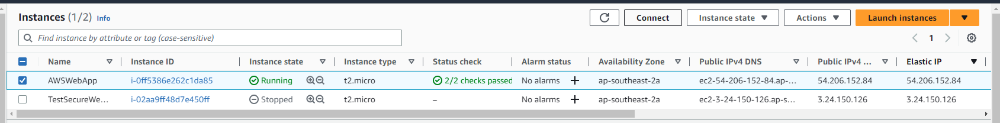 Instances (1/2) Info Connect Instance state Actions Launch instances
Find instance by attribute or tag (case-sensitive) 1
Name Instance ID Instance state Instance type Status check Alarm status Availability Zone Public IPv4 DNS Public IPv4 ... Elastic IP
AWSWebApp i-0ff5386e262c1da85 Running t2.micro 2/2 checks passed No alarms + ap-southeast-2a ec2-54-206-152-84.ap-... 54.206.152.84 54.206.152.84
TestSecureWe... i-02aa9ff48d7e450ff Stopped t2.micro – No alarms + ap-southeast-2a ec2-3-24-150-126.ap-s... 3.24.150.126 3.24.150.126